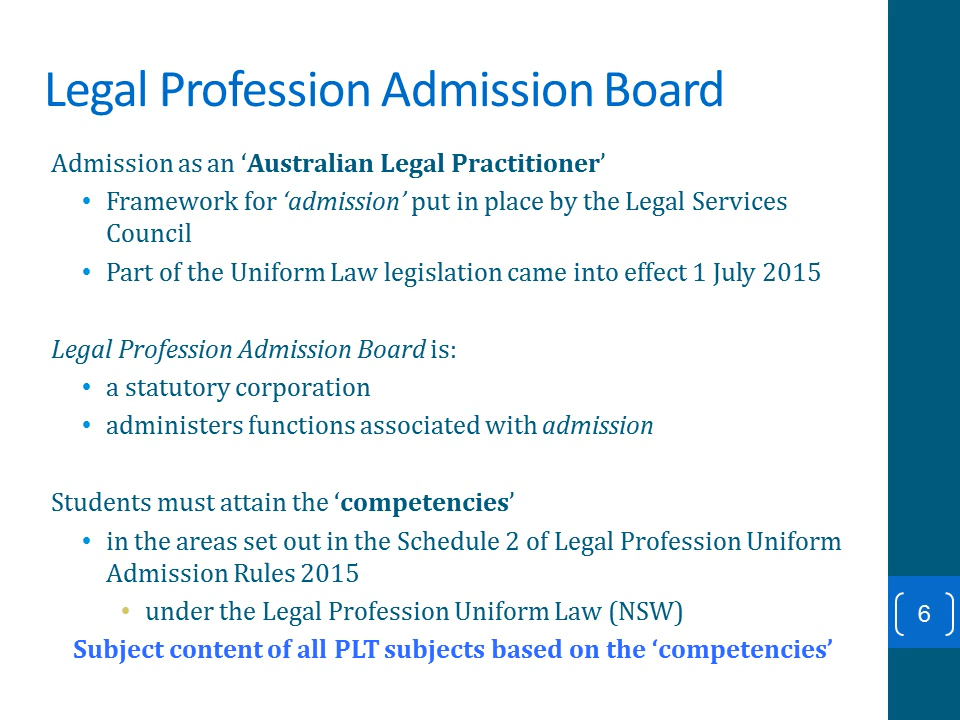 Legal Profession Admission Board
Admission as an ‘Australian Legal Practitioner’
• Framework for ‘admission’ put in place by the Legal Services
Council
• Part of the Uniform Law legislation came into effect 1 July 2015
Legal Profession Admission Board is:
• a statutory corporation
• administers functions associated with admission
Students must attain the ‘competencies’
• in the areas set out in the Schedule 2 of Legal Profession Uniform
Admission Rules 2015
• under the Legal Profession Uniform Law (NSW)
Subject content of all PLT subjects based on the ‘competencies’
6